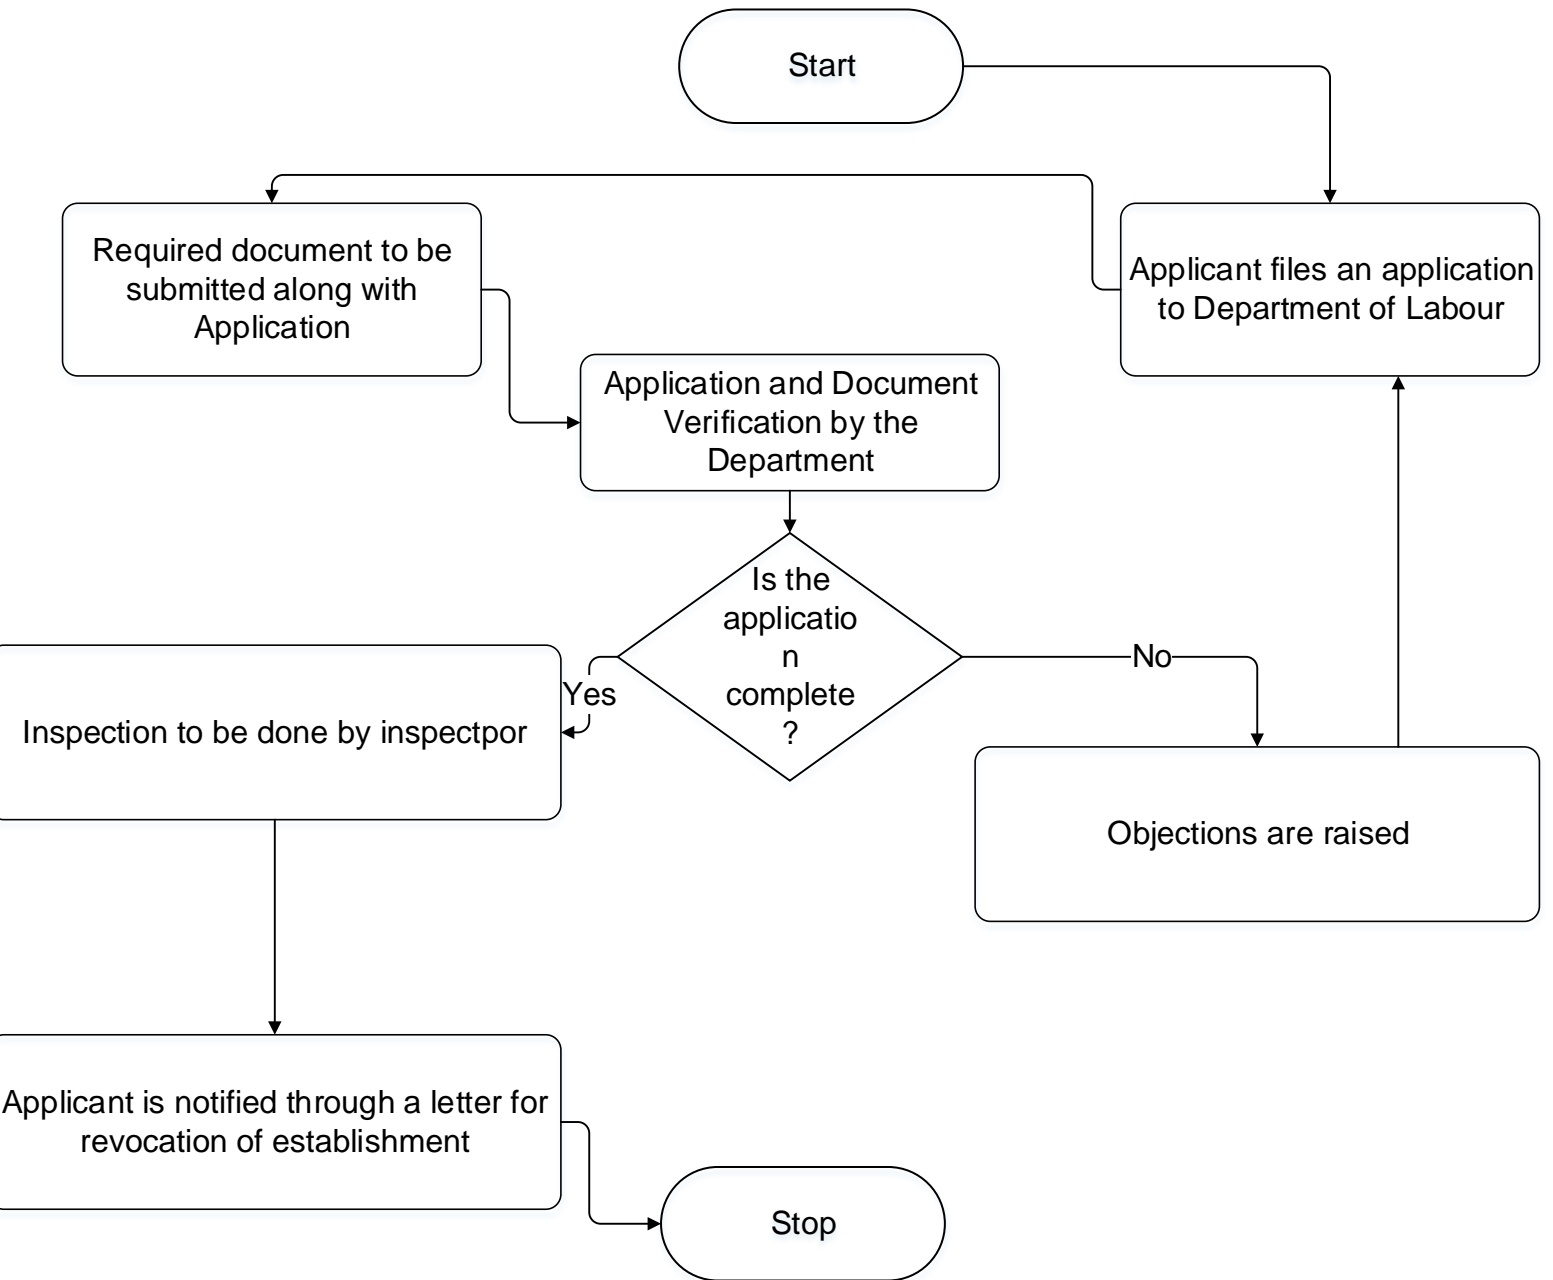 Start
Applicant files an application
to Department of Labour
Required document to be
submitted along with
Application
Application and Document
Verification by the
Department
Is the
applicatio
n
complete
?
Yes
No
Inspection to be done by inspectpor
Objections are raised
Applicant is notified through a letter for
revocation of establishment
Stop